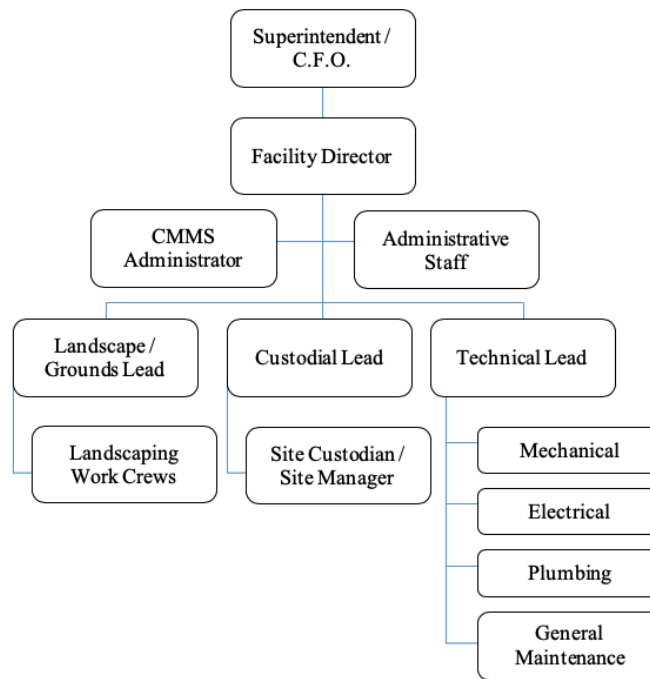 Superintendent /
C.F.O.
Facility Director
CMMS
Administrator
Administrative
Staff
Landscape /
Grounds Lead
Custodial Lead
Technical Lead
Landscaping
Work Crews
Site Custodian /
Site Manager
Mechanical
Electrical
Plumbing
General
Maintenance